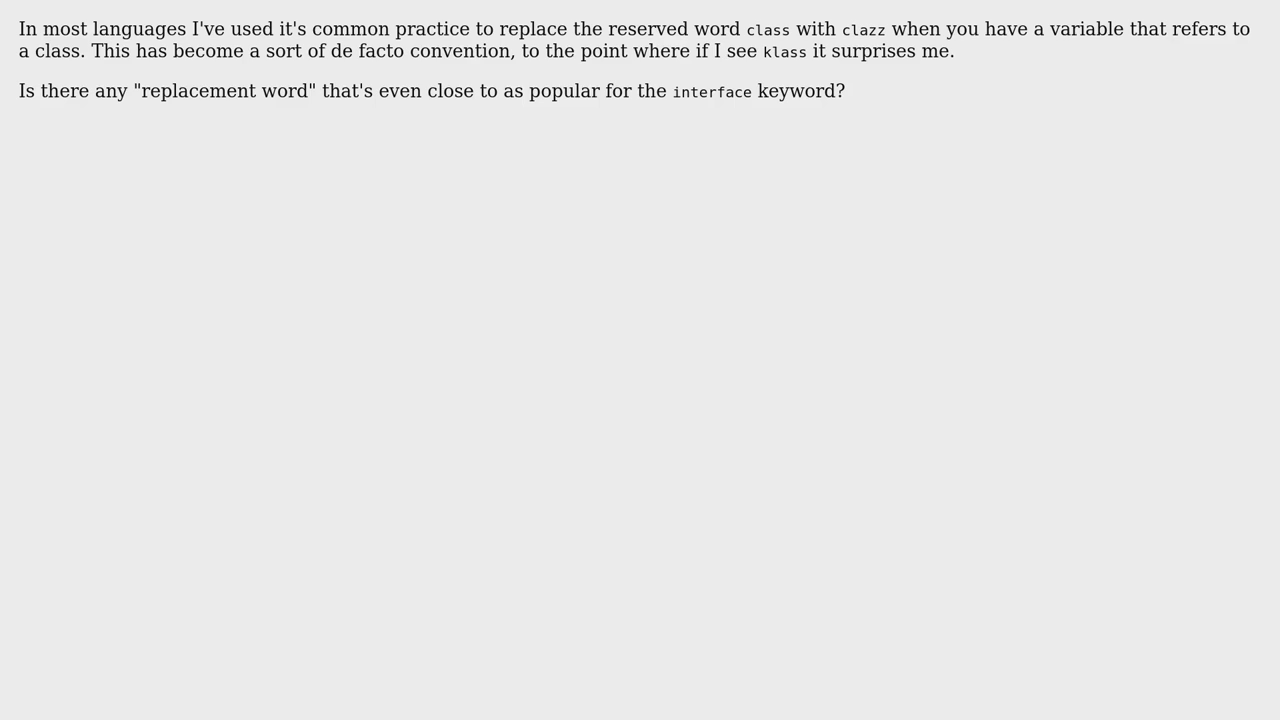 In most languages I've used it's common practice to replace the reserved word class with clazz when you have a variable that refers to
a class. This has become a sort of de facto convention, to the point where if I see klass it surprises me.
Is there any "replacement word" that's even close to as popular for the interface keyword?